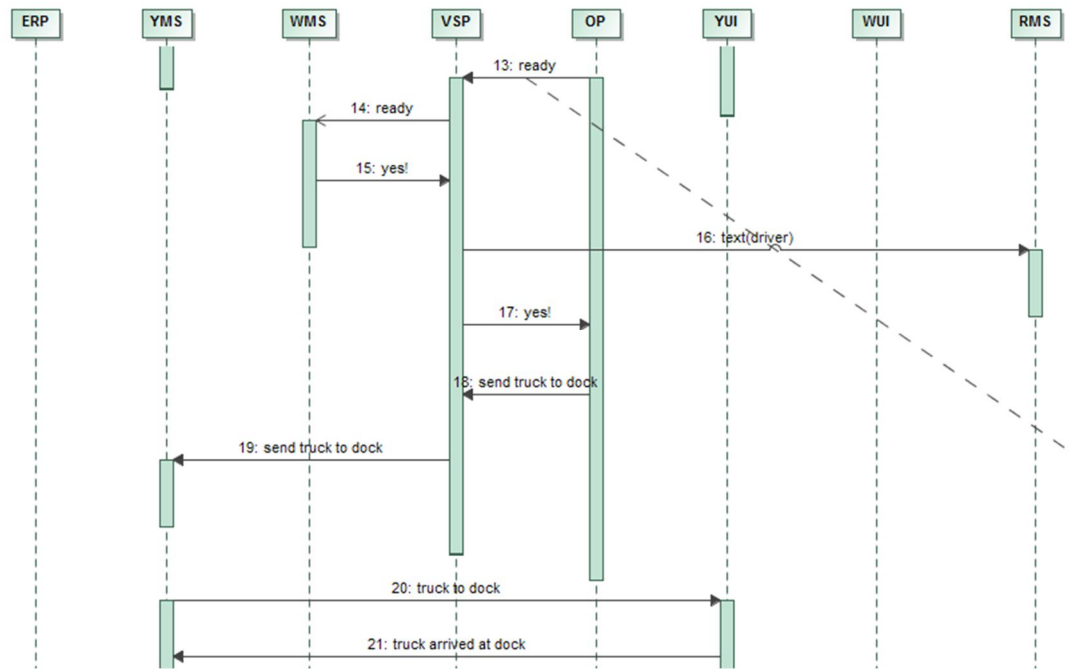 ERP
YMS
WMS
VSP
OP
YUI
WUI
RMS
13: ready
14: ready
15: yes!
16: text(driver)
17: yes!
18: send truck to dock
19: send truck to dock
20: truck to dock
21: truck arrived at dock